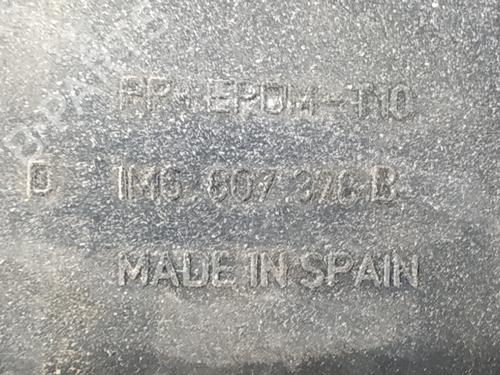 PP-EPDM-T10
D 1M6 807 376 B
MADE IN SPAIN